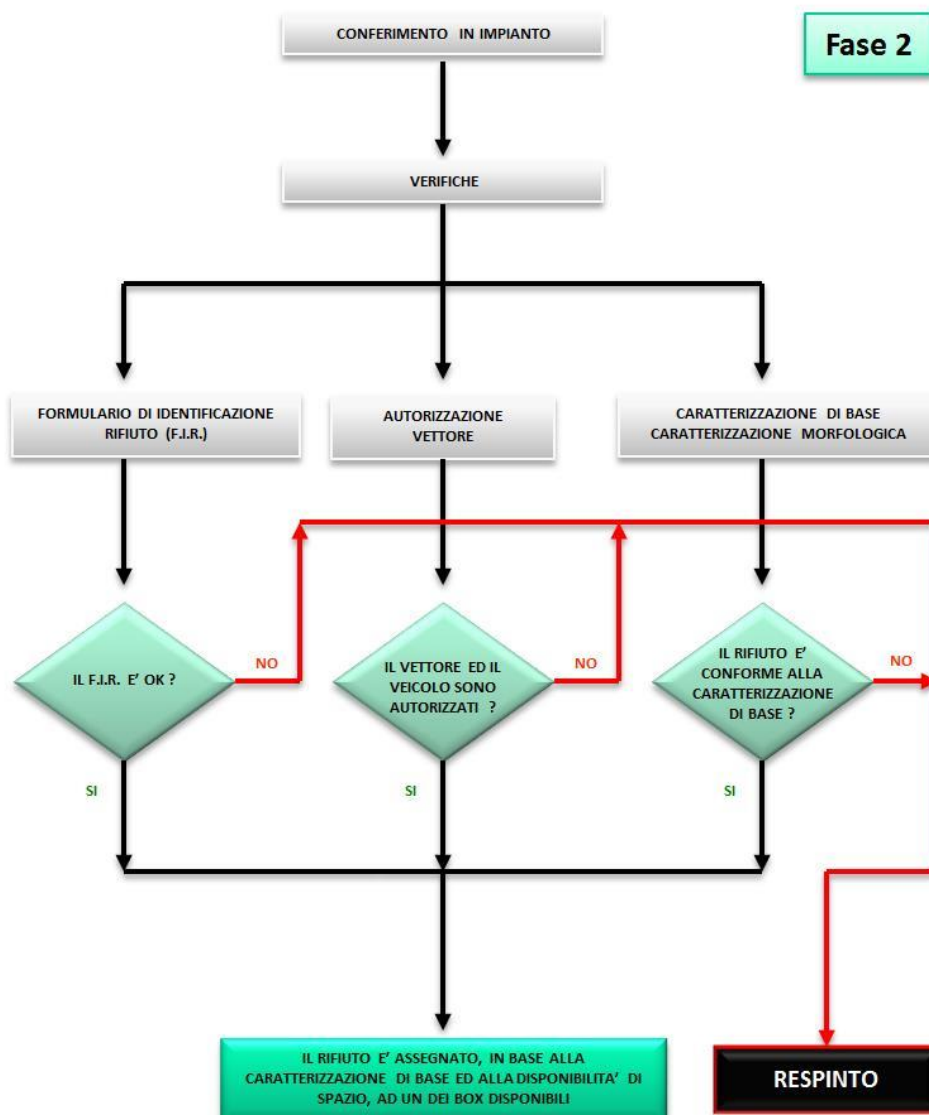 CONFERIMENTO IN IMPIANTO
Fase 2
VERIFICHE
FORMULARIO DI IDENTIFICAZIONE
RIFIUTO (F.I.R.)
AUTORIZZAZIONE
VETTORE
CARATTERIZZAZIONE DI BASE
CARATTERIZZAZIONE MORFOLOGICA
IL F.I.R. E' OK ?
NO
IL VETTORE ED IL
VEICOLO SONO
AUTORIZZATI ?
NO
IL RIFIUTO E'
CONFORME ALLA
CARATTERIZZAZIONE
DI BASE ?
NO
SI
SI
SI
IL RIFIUTO E' ASSEGNATO, IN BASE ALLA
CARATTERIZZAZIONE DI BASE ED ALLA DISPONIBILITA' DI
SPAZIO, AD UN DEI BOX DISPONIBILI
RESPINTO